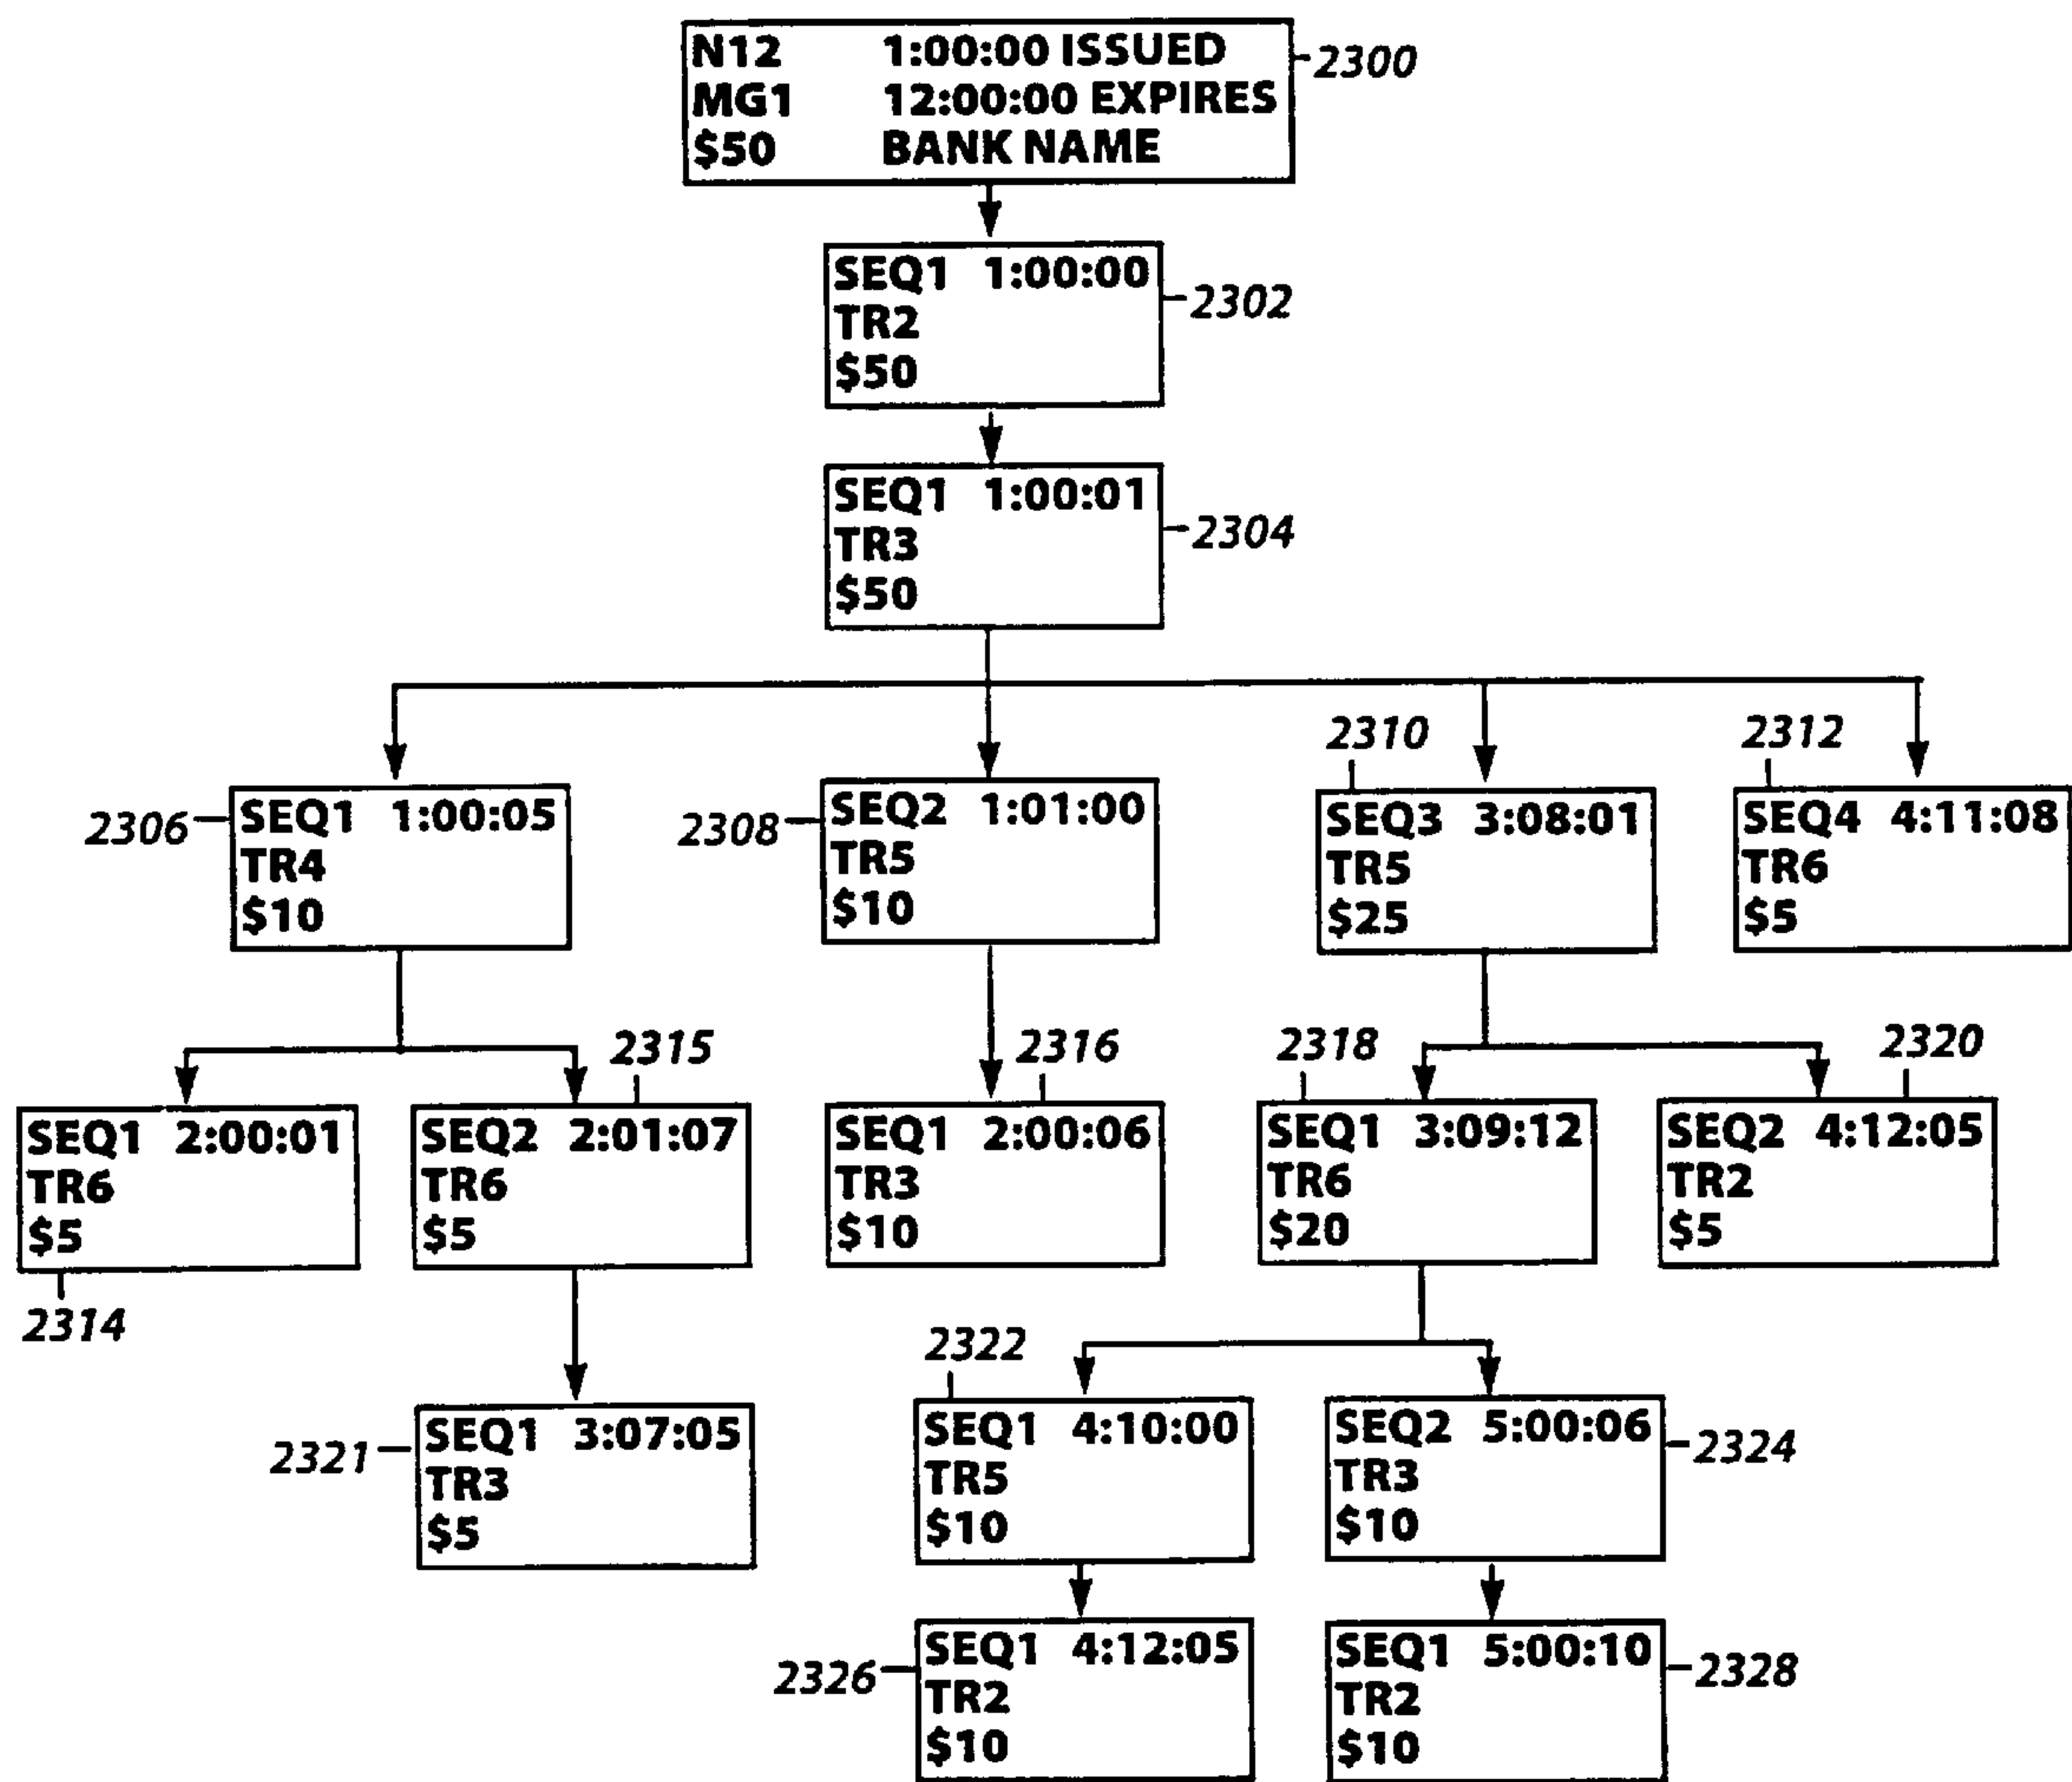 N12 1:00:00 ISSUED
MG1 12:00:00 EXPIRES
$50 BANK NAME
2300
SEQ1 1:00:00
TR2
$50
2302
SEQ1 1:00:01
TR3
$50
2304
2306
SEQ1 1:00:05
TR4
$10
2308
SEQ2 1:01:00
TR5
$10
2310
SEQ3 3:08:01
TR5
$25
2312
SEQ4 4:11:08
TR6
$5
SEQ1 2:00:01
TR6
$5
2314
2315
SEQ2 2:01:07
TR6
$5
2316
SEQ1 2:00:06
TR3
$10
2318
SEQ1 3:09:12
TR6
$20
2320
SEQ2 4:12:05
TR2
$5
2321
SEQ1 3:07:05
TR3
$5
2322
SEQ1 4:10:00
TR5
$10
SEQ2 5:00:06
TR3
$10
2324
2326
SEQ1 4:12:05
TR2
$10
SEQ1 5:00:10
TR2
$10
2328